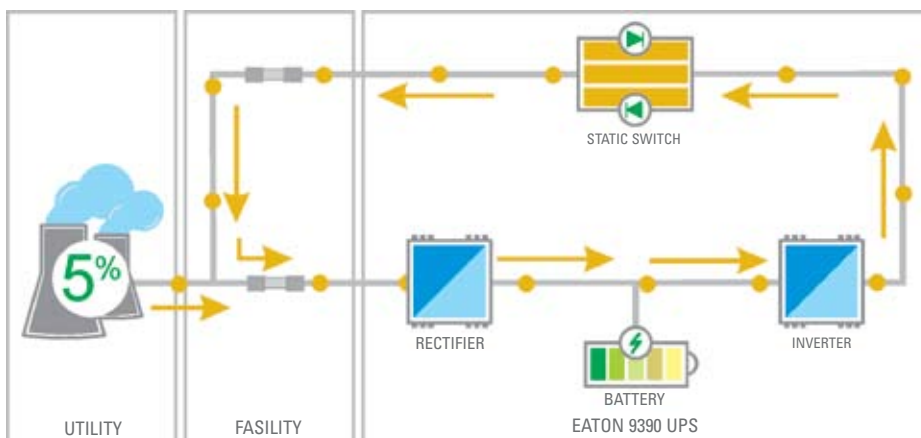 STATIC SWITCH
5%
RECTIFIER
INVERTER
BATTERY
UTILITY
FASILITY
EATON 9390 UPS